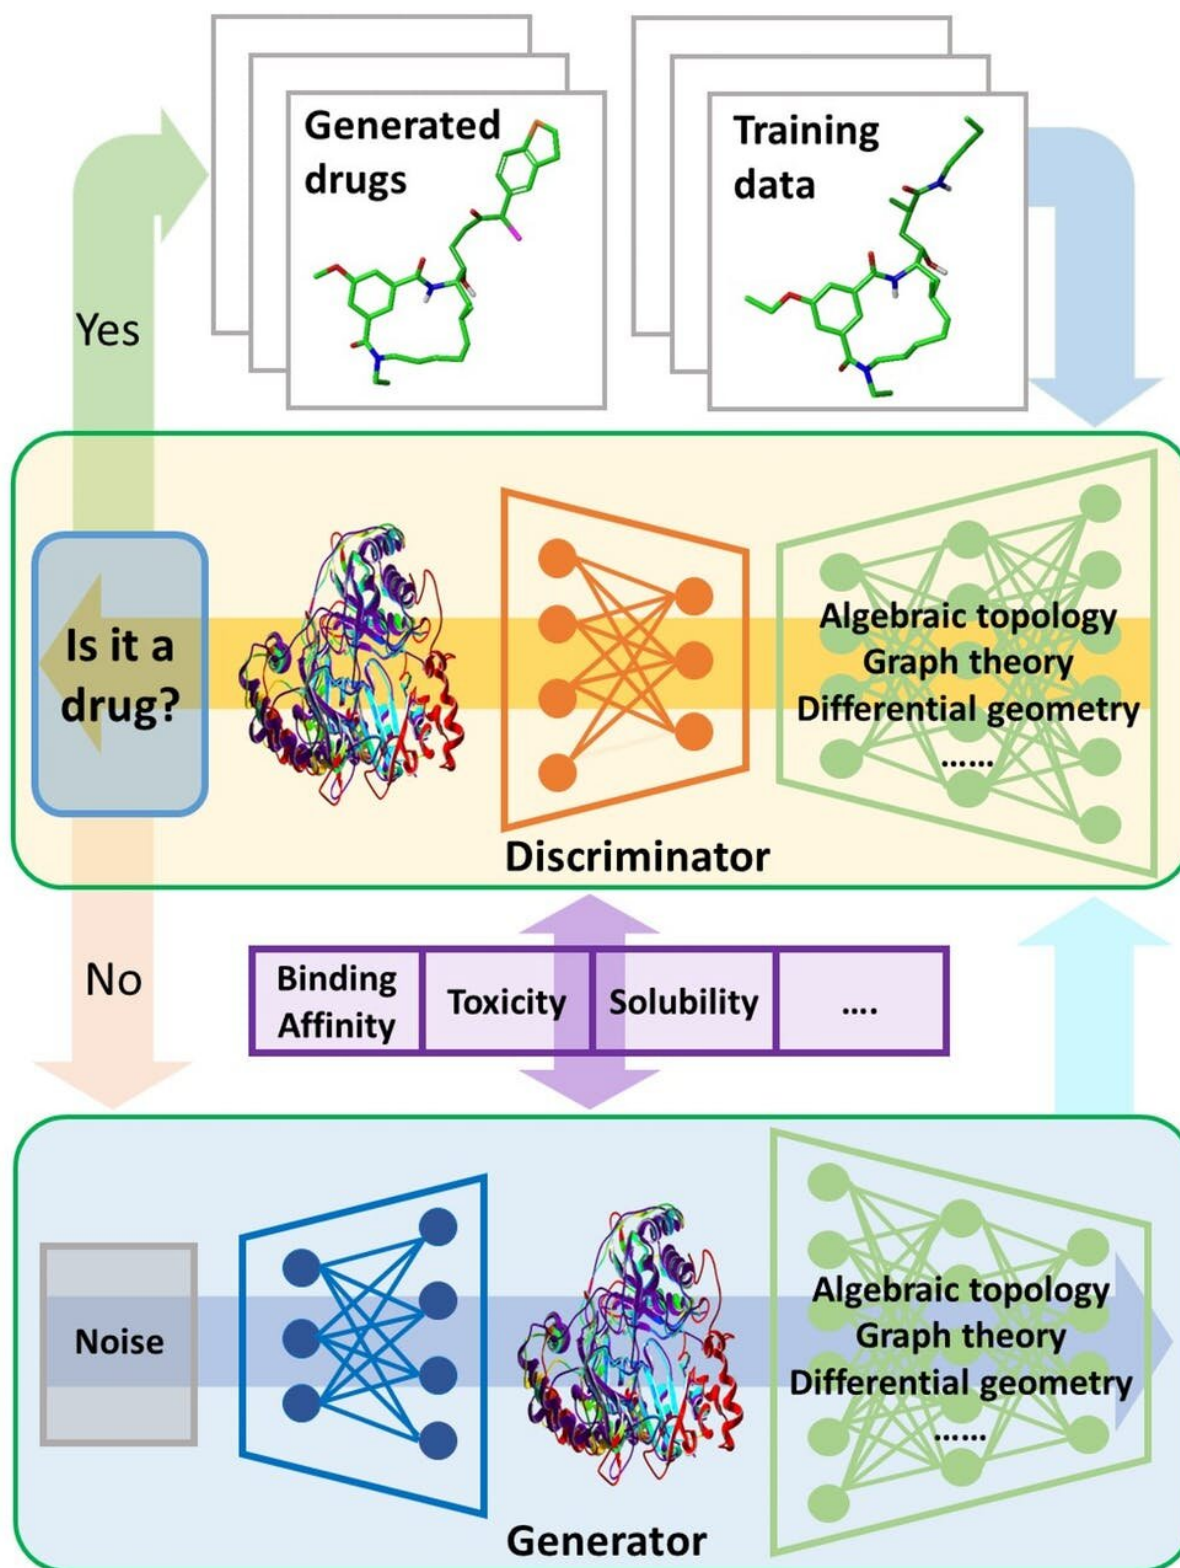 Generated
drugs
Training
data
Yes
Is it a
drug?
Algebraic topology
Graph theory
Differential geometry
......
Discriminator
No
Binding
Affinity
Toxicity
Solubility
....
Noise
Algebraic topology
Graph theory
Differential geometry
......
Generator